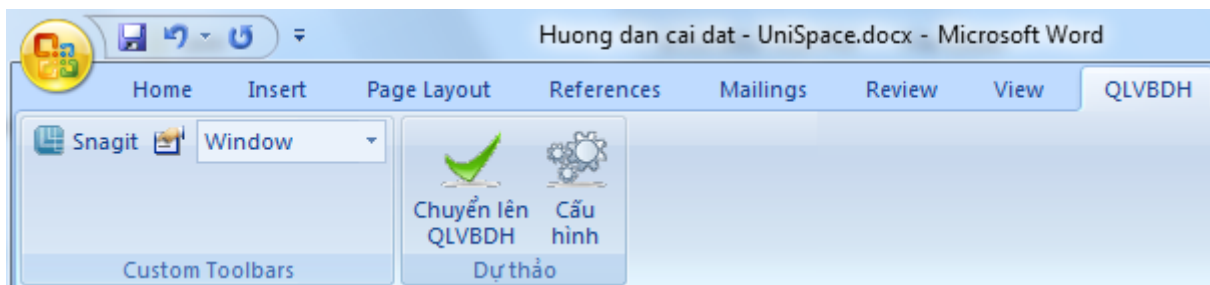 Huong dan cai dat - UniSpace.docx - Microsoft Word
Home Insert Page Layout References Mailings Review View QLVBDH
Snagit Window
Chuyển lên QLVBDH
Cấu hình
Custom Toolbars Dự thảo